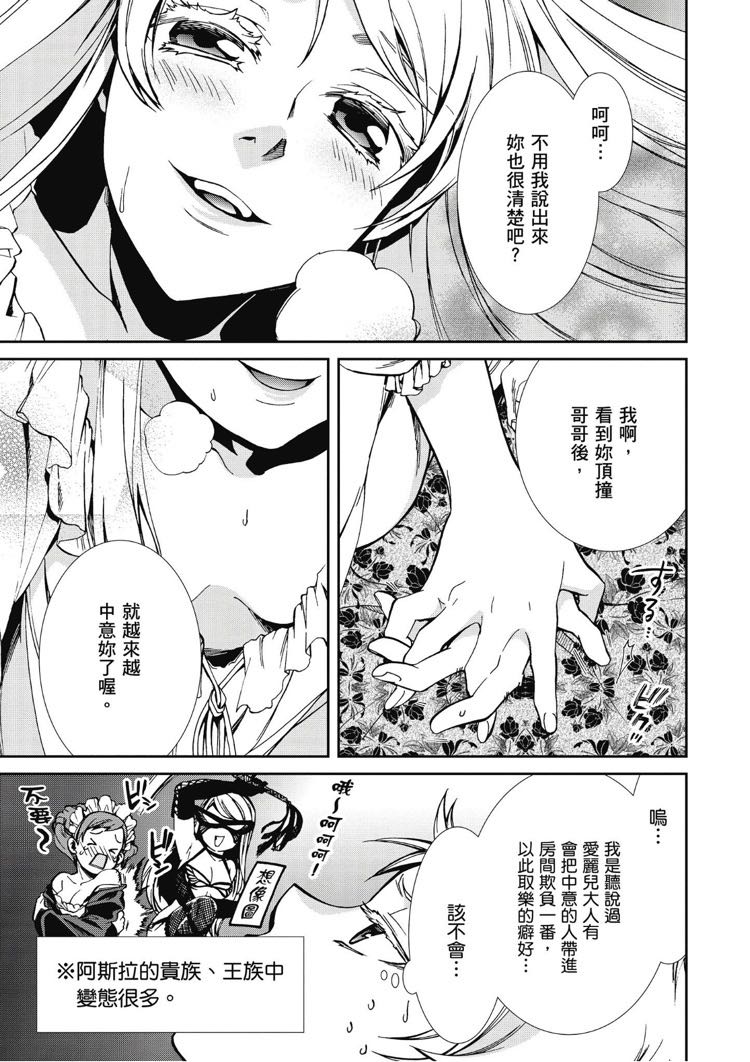 呵呵…
不用我說出來
妳也很清楚吧？
我啊，
看到妳頂撞
哥哥後，
する…
ビクッ
就越來越
中意妳了喔。
嗚…
我是聽說過
愛麗兒大人有
會把中意的人帶進
房間欺負一番，
以此取樂的癖好…
該不會…
哦～呵呵呵！
想像圖
ビシッ
ビシ
不要～
※阿斯拉的貴族、王族中
變態很多。